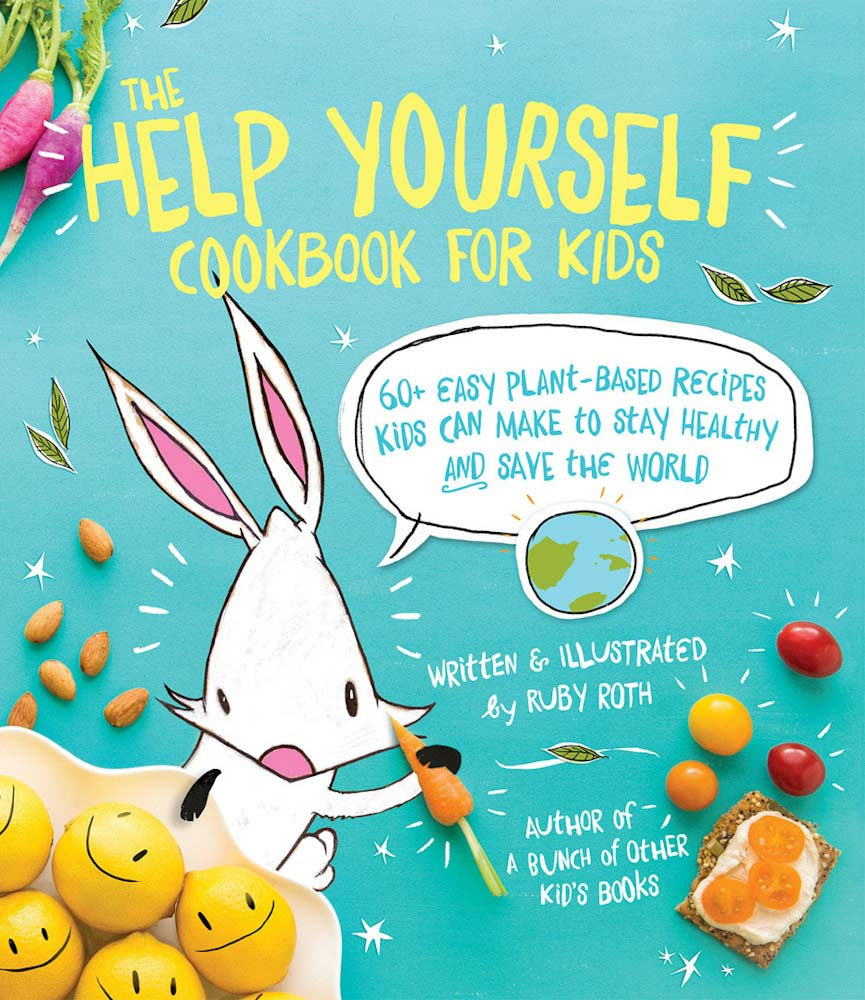 THE
HELP YOURSELF
COOKBOOK FOR KIDS
60+ EASY PLANT-BASED RECIPES
KIDS CAN MAKE TO STAY HEALTHY
AND SAVE THE WORLD
WRITTEN & ILLUSTRATED
by RUBY ROTH
AUTHOR OF
A BUNCH OF OTHER
KID'S BOOKS